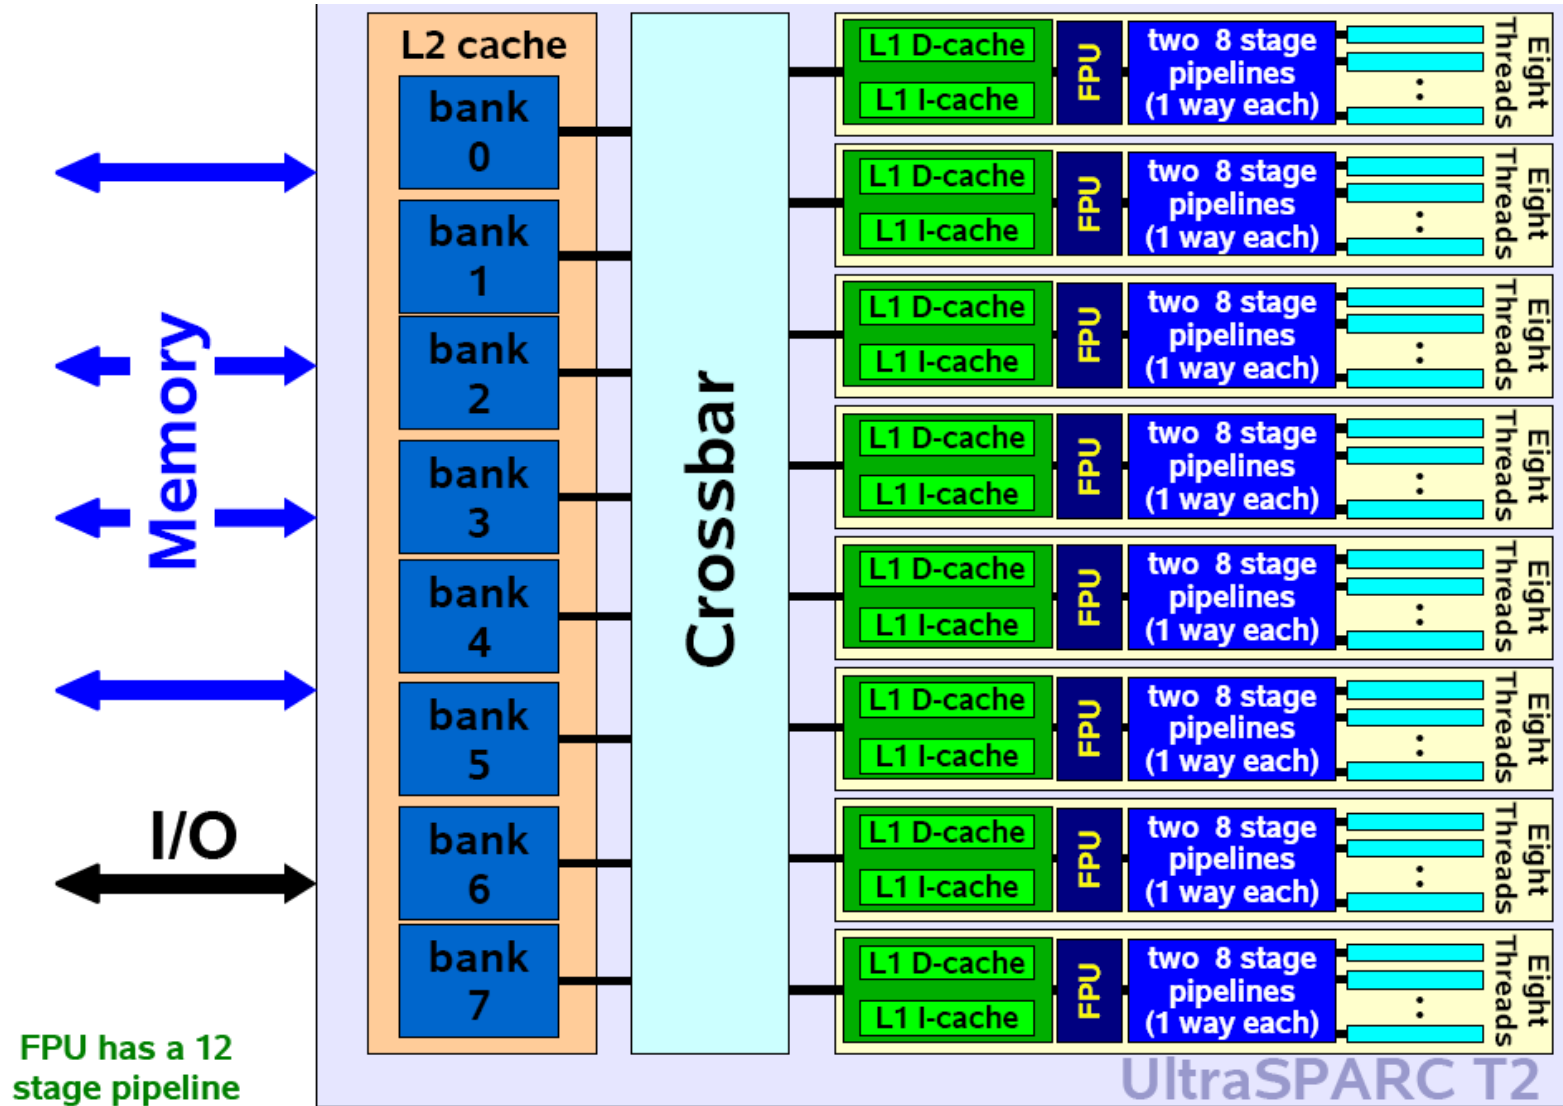 L2 cache
bank
0
bank
1
bank
2
bank
3
bank
4
bank
5
bank
6
bank
7
Memory
I/O
FPU has a 12
stage pipeline
Crossbar
L1 D-cache
L1 I-cache
FPU
two 8 stage
pipelines
(1 way each)
Eight
Threads
L1 D-cache
L1 I-cache
FPU
two 8 stage
pipelines
(1 way each)
Eight
Threads
L1 D-cache
L1 I-cache
FPU
two 8 stage
pipelines
(1 way each)
Eight
Threads
L1 D-cache
L1 I-cache
FPU
two 8 stage
pipelines
(1 way each)
Eight
Threads
L1 D-cache
L1 I-cache
FPU
two 8 stage
pipelines
(1 way each)
Eight
Threads
L1 D-cache
L1 I-cache
FPU
two 8 stage
pipelines
(1 way each)
Eight
Threads
L1 D-cache
L1 I-cache
FPU
two 8 stage
pipelines
(1 way each)
Eight
Threads
L1 D-cache
L1 I-cache
FPU
two 8 stage
pipelines
(1 way each)
Eight
Threads
UltraSPARC T2